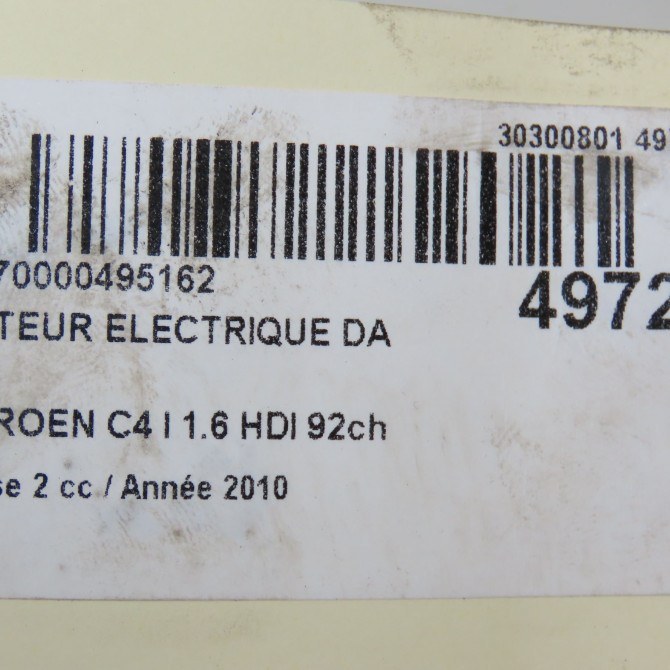 30300801 49
70000495162
4972
TEUR ELECTRIQUE DA
ROEN C4 I 1.6 HDI 92ch
se 2 cc / Année 2010